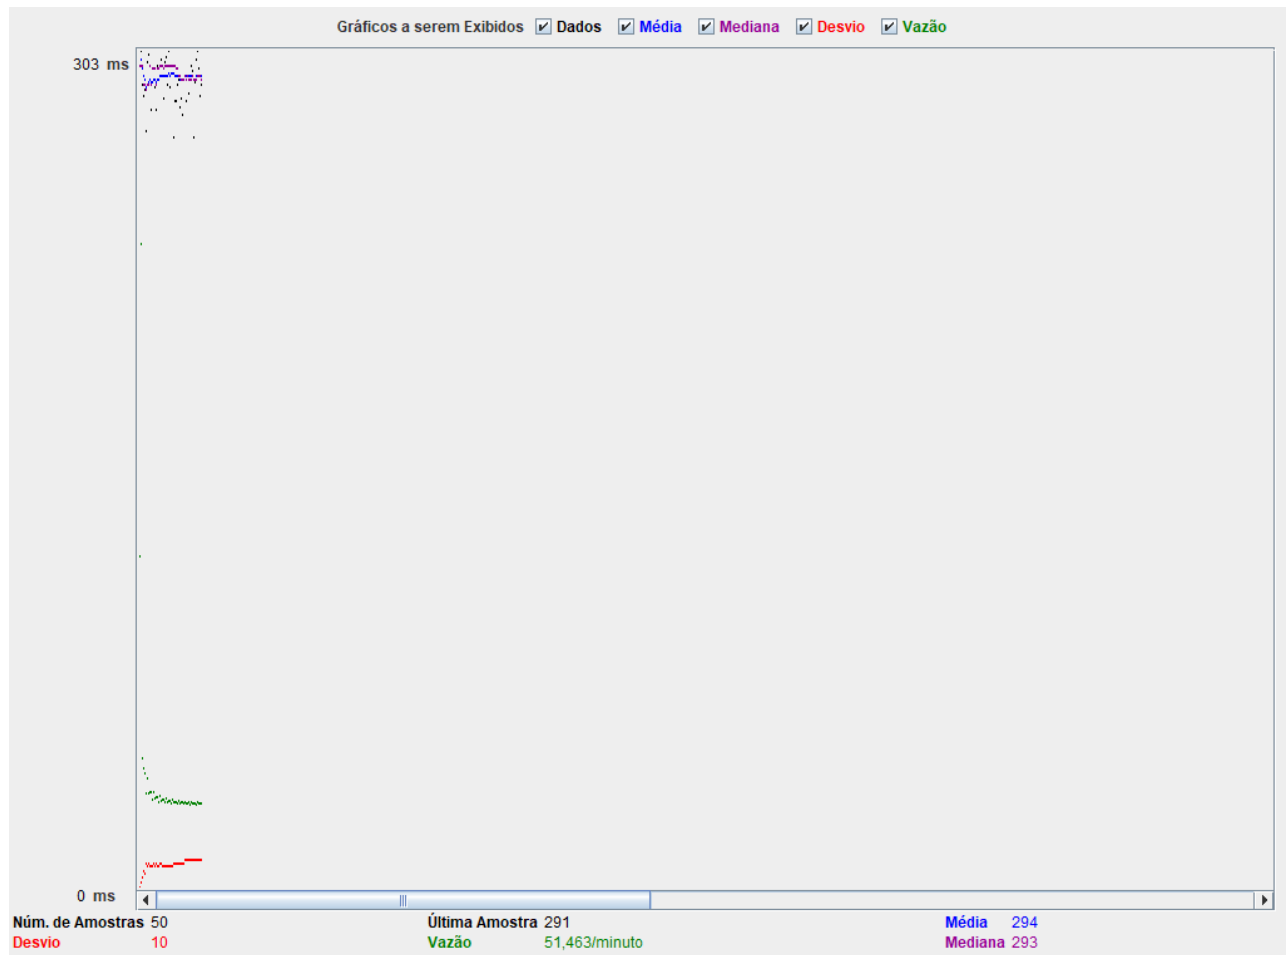 Gráficos a serem Exibidos Dados Média Mediana Desvio Vazão
303 ms
0 ms
Núm. de Amostras 50 Última Amostra 291 Média 294
Desvio 10 Vazão 51,463/minuto Mediana 293